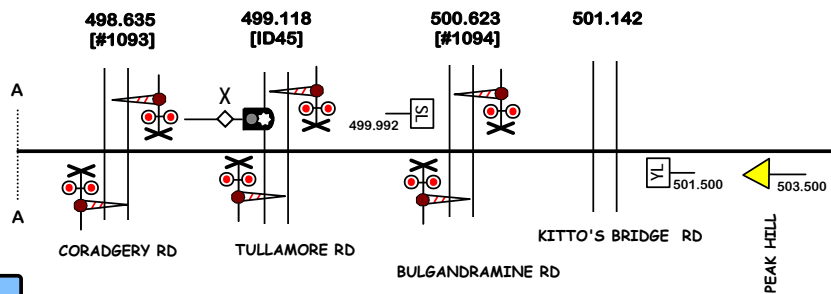 498.635
[#1093]
499.118
[ID45]
500.623
[#1094]
501.142
A
X
SL
499.992
YL
501.500
503.500
A
CORADGERY RD
TULLAMORE RD
BULGANDRAMINE RD
KITTO'S BRIDGE RD
PEAK HILL